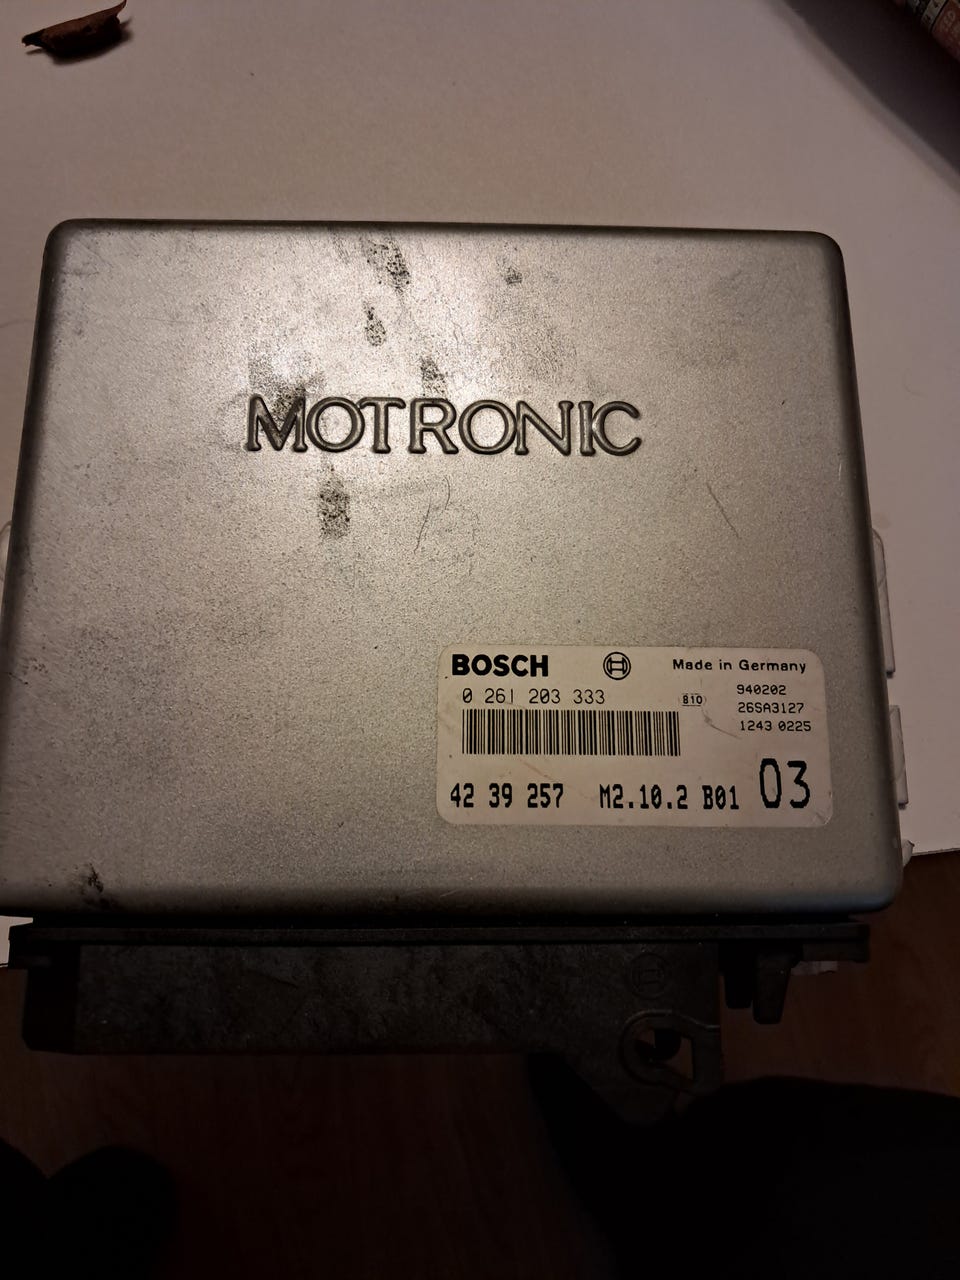 MOTRONIC
BOSCH Made in Germany
0 261 203 333 B10 940202
26SA3127
1243 0225
42 39 257 M2.10.2 B01 03